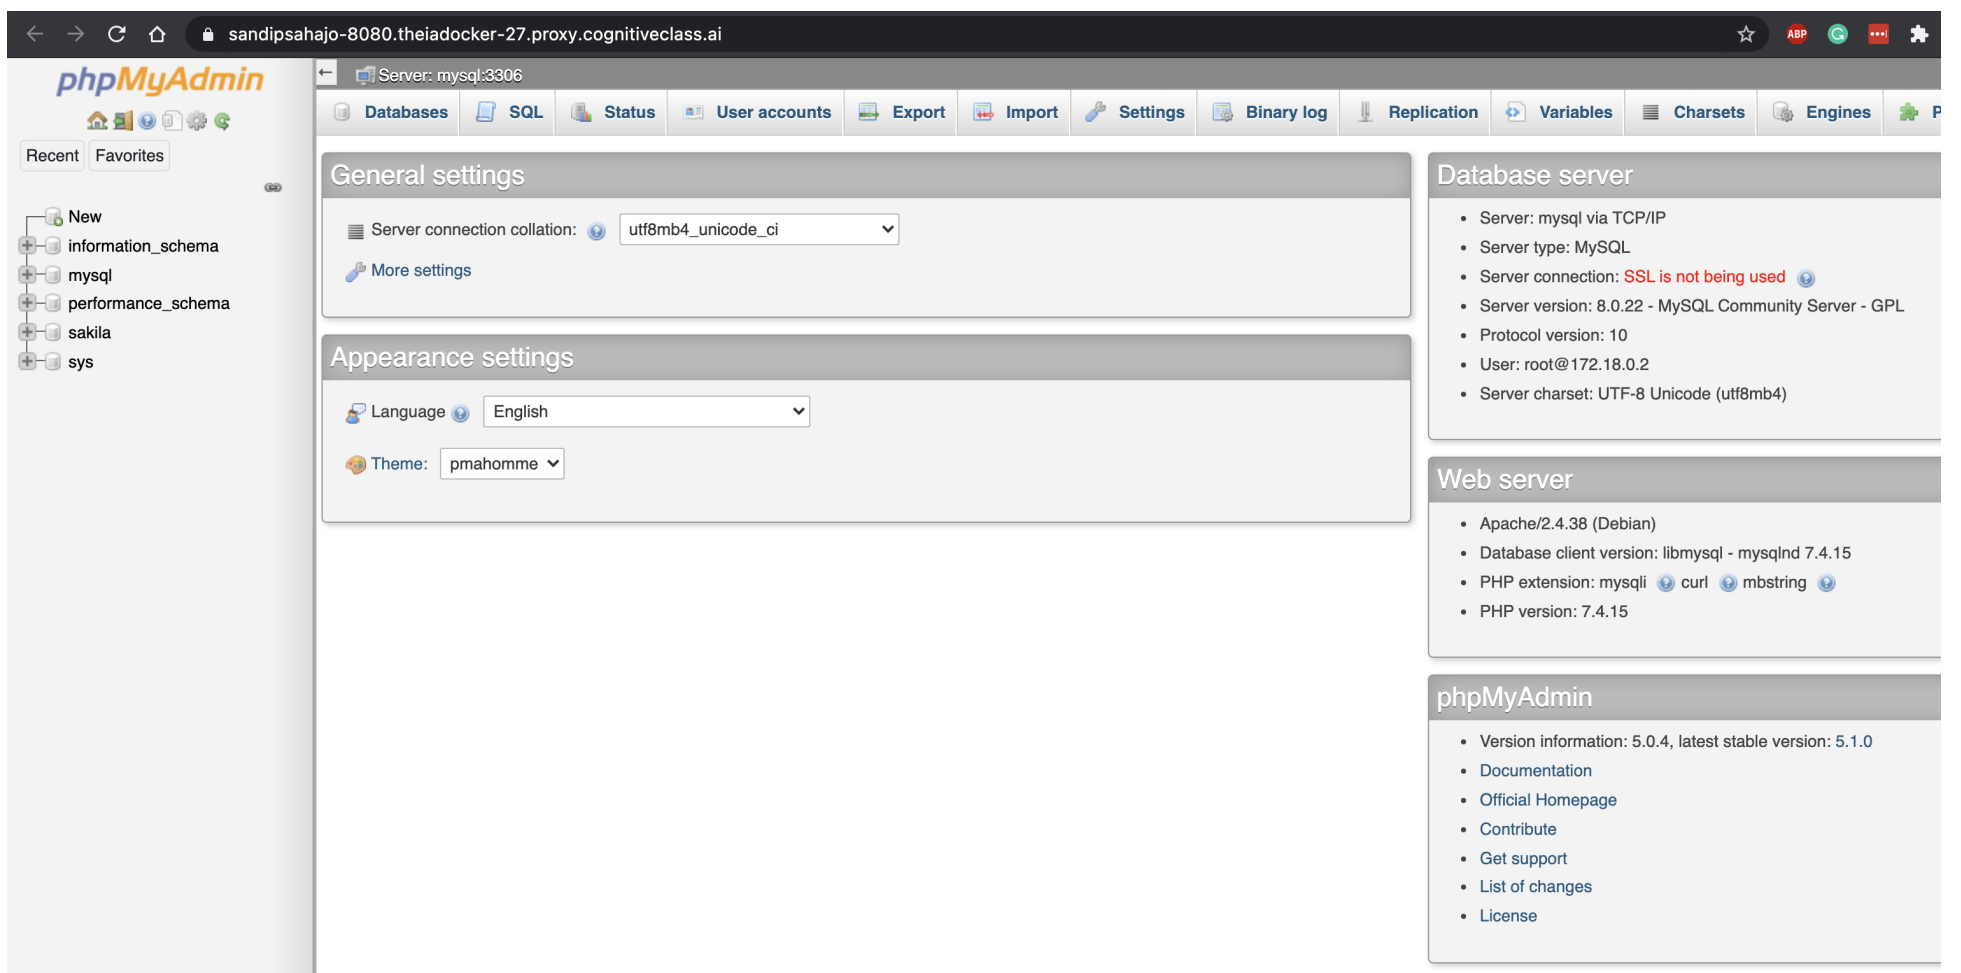 sandipsahajo-8080.theiadocker-27.proxy.cognitiveclass.ai
ABP
phpMyAdmin
Recent Favorites
New
information_schema
mysql
performance_schema
sakila
sys
Server: mysql:3306
Databases SQL Status User accounts Export Import Settings Binary log Replication Variables Charsets Engines P
General settings
Server connection collation: utf8mb4_unicode_ci
More settings
Appearance settings
Language English
Theme: pmahomme
Database server
Server: mysql via TCP/IP
Server type: MySQL
Server connection: SSL is not being used
Server version: 8.0.22 - MySQL Community Server - GPL
Protocol version: 10
User: root@172.18.0.2
Server charset: UTF-8 Unicode (utf8mb4)
Web server
Apache/2.4.38 (Debian)
Database client version: libmysql - mysqlnd 7.4.15
PHP extension: mysqli curl mbstring
PHP version: 7.4.15
phpMyAdmin
Version information: 5.0.4, latest stable version: 5.1.0
Documentation
Official Homepage
Contribute
Get support
List of changes
License